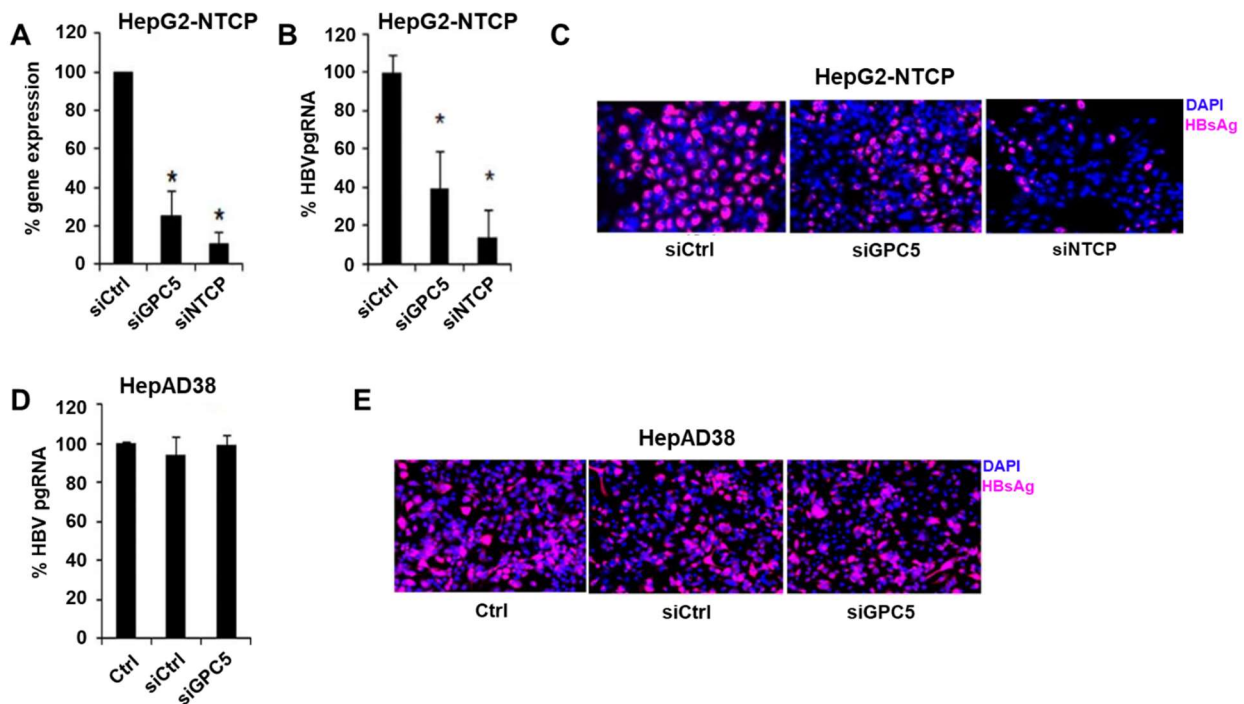 A
HepG2-NTCP
% gene expression
120
100
80
60
40
20
0
*
*
siCtrl
siGPC5
siNTCP
B
HepG2-NTCP
% HBVpgRNA
120
100
80
60
40
20
0
*
*
siCtrl
siGPC5
siNTCP
C
HepG2-NTCP
DAPI
HBsAg
siCtrl
siGPC5
siNTCP
D
HepAD38
% HBV pgRNA
120
100
80
60
40
20
0
Ctrl
siCtrl
siGPC5
E
HepAD38
DAPI
HBsAg
Ctrl
siCtrl
siGPC5